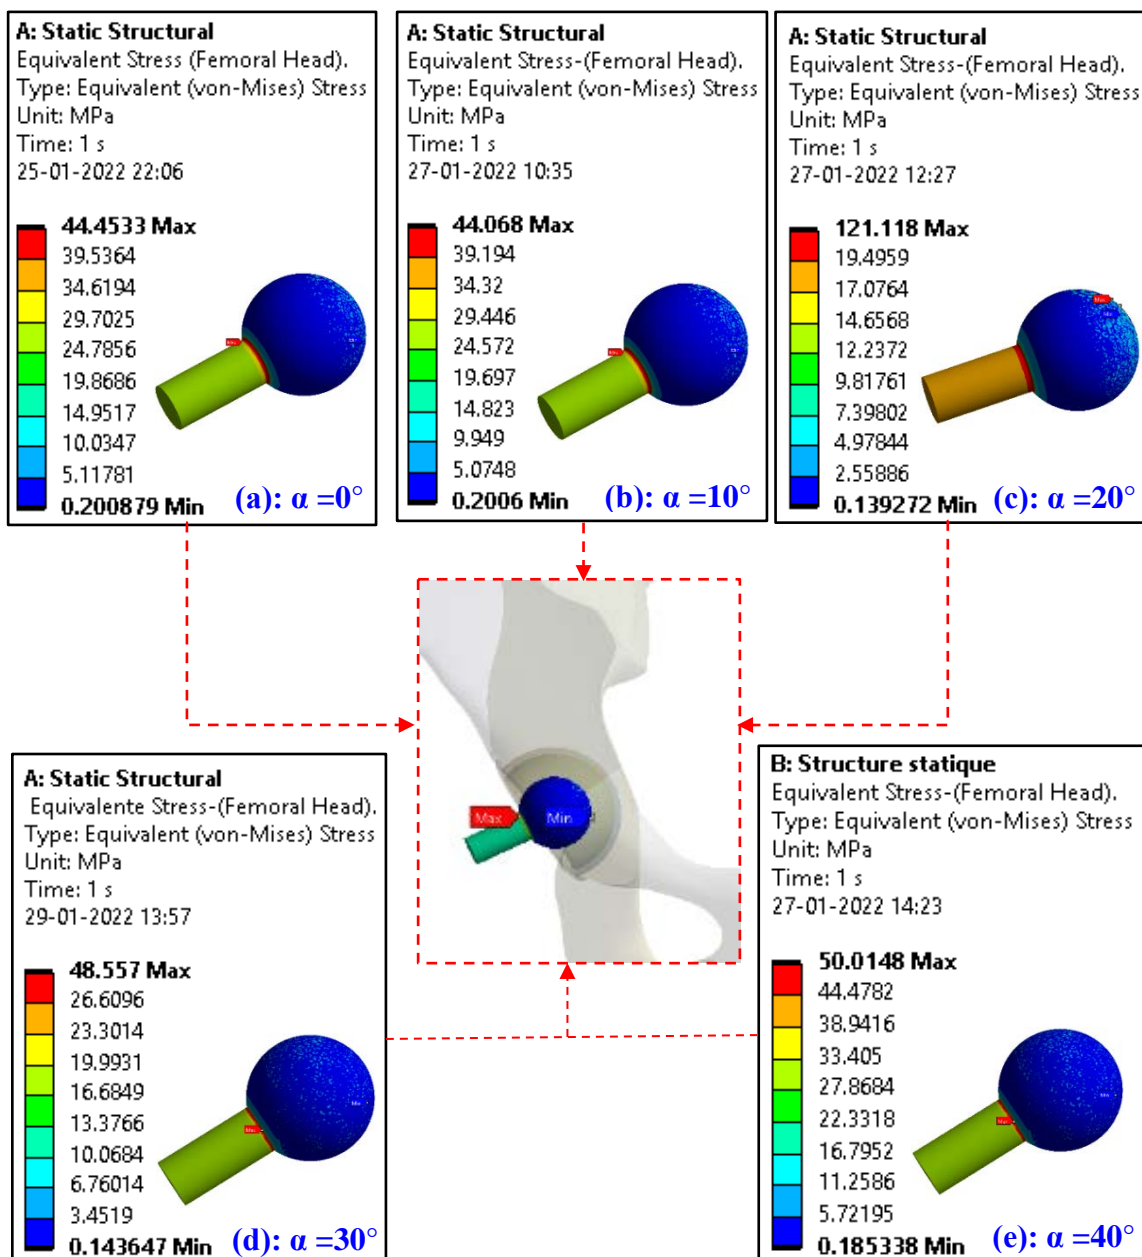 A: Static Structural
Equivalent Stress (Femoral Head).
Type: Equivalent (von-Mises) Stress
Unit: MPa
Time: 1 s
25-01-2022 22:06
44.4533 Max
39.5364
34.6194
29.7025
24.7856
19.8686
14.9517
10.0347
5.11781
0.200879 Min
(a): α =0°
A: Static Structural
Equivalent Stress-(Femoral Head).
Type: Equivalent (von-Mises) Stress
Unit: MPa
Time: 1 s
27-01-2022 10:35
44.068 Max
39.194
34.32
29.446
24.572
19.697
14.823
9.949
5.0748
0.2006 Min
(b): α =10°
A: Static Structural
Equivalent Stress-(Femoral Head).
Type: Equivalent (von-Mises) Stress
Unit: MPa
Time: 1 s
27-01-2022 12:27
121.118 Max
19.4959
17.0764
14.6568
12.2372
9.81761
7.39802
4.97844
2.55886
0.139272 Min
(c): α =20°
Max
Min
A: Static Structural
Equivalente Stress-(Femoral Head).
Type: Equivalent (von-Mises) Stress
Unit: MPa
Time: 1 s
29-01-2022 13:57
48.557 Max
26.6096
23.3014
19.9931
16.6849
13.3766
10.0684
6.76014
3.4519
0.143647 Min
(d): α =30°
B: Structure statique
Equivalent Stress-(Femoral Head).
Type: Equivalent (von-Mises) Stress
Unit: MPa
Time: 1 s
27-01-2022 14:23
50.0148 Max
44.4782
38.9416
33.405
27.8684
22.3318
16.7952
11.2586
5.72195
0.185338 Min
(e): α =40°